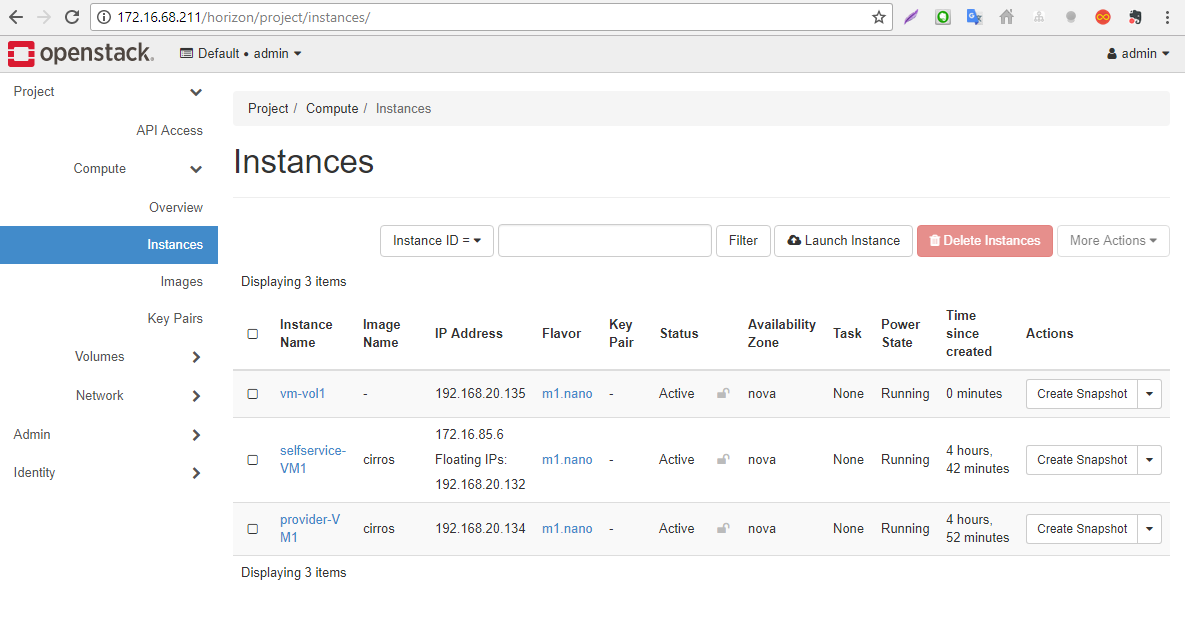 172.16.68.211/horizon/project/instances/
openstack.
Default • admin
admin
Project
API Access
Compute
Overview
Instances
Images
Key Pairs
Volumes
Network
Admin
Identity
Project / Compute / Instances
Instances
Instance ID =
Filter
Launch Instance
Delete Instances
More Actions
Displaying 3 items
Instance Name Image Name IP Address Flavor Key Pair Status Availability Zone Task Power State Time since created Actions
vm-vol1 - 192.168.20.135 m1.nano - Active nova None Running 0 minutes Create Snapshot
selfservice-VM1 cirros 172.16.85.6 Floating IPs: 192.168.20.132 m1.nano - Active nova None Running 4 hours, 42 minutes Create Snapshot
provider-VM1 cirros 192.168.20.134 m1.nano - Active nova None Running 4 hours, 52 minutes Create Snapshot
Displaying 3 items